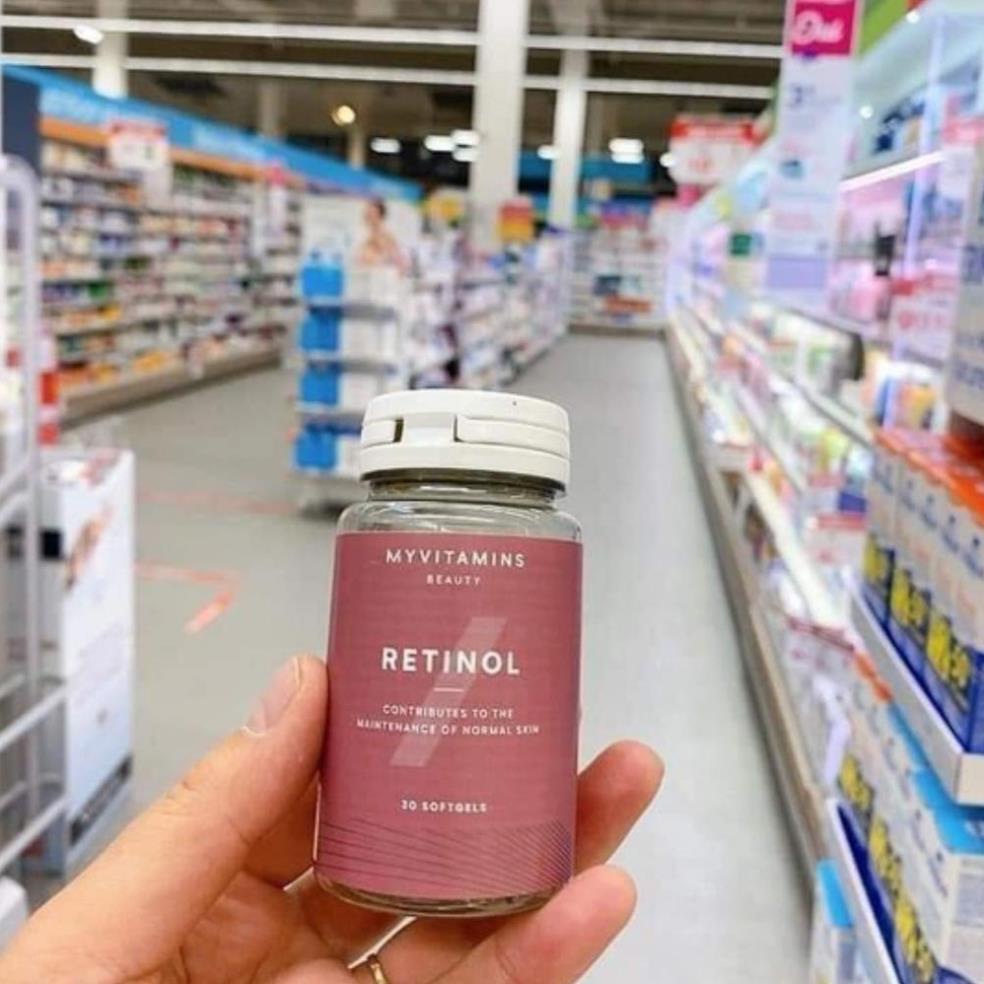 MYVITAMINS
BEAUTY
RETINOL
CONTRIBUTES TO THE
MAINTENANCE OF NORMAL SKIN
30 SOFTGELS